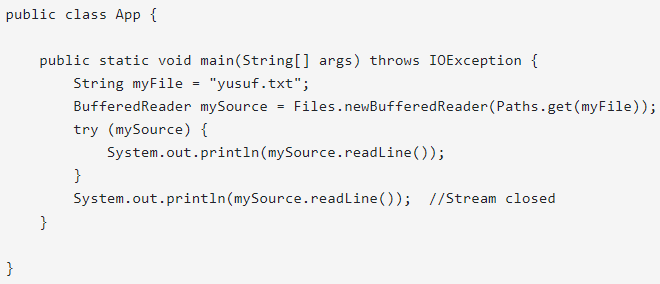 public class App {
public static void main(String[] args) throws IOException {
String myFile = "yusuf.txt";
BufferedReader mySource = Files.newBufferedReader(Paths.get(myFile));
try (mySource) {
System.out.println(mySource.readLine());
}
System.out.println(mySource.readLine());  //Stream closed
}
}